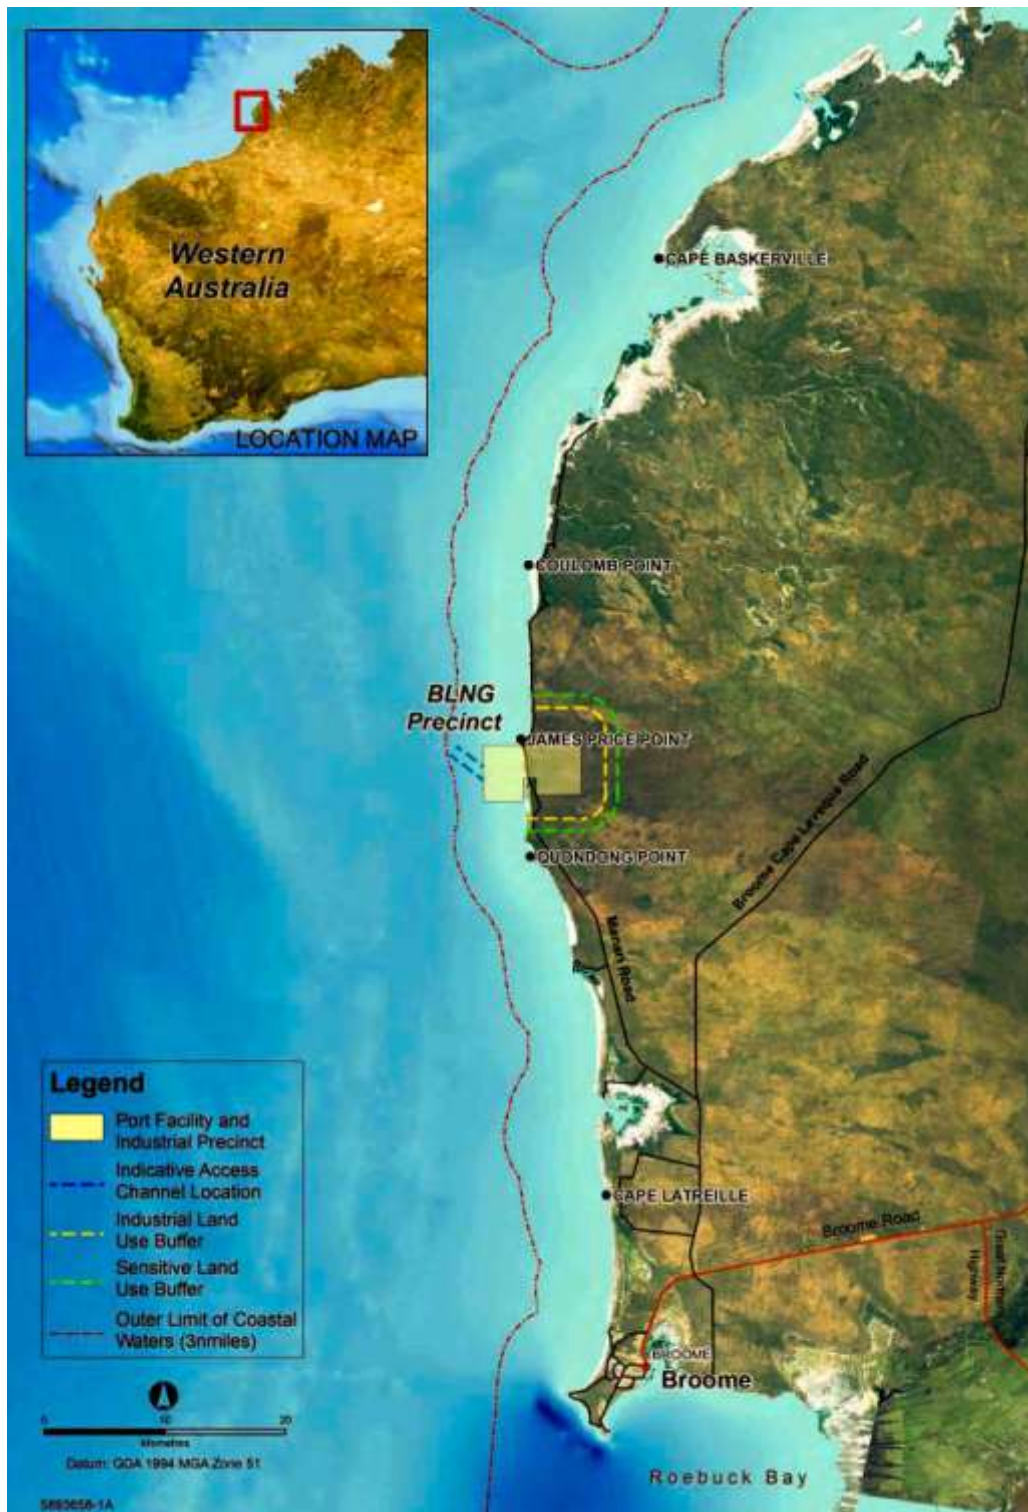 Western
Australia
LOCATION MAP
CAPE BASKERVILLE
COULOMB POINT
BLNG
Precinct
JAMES PRICE POINT
Broome Cape Leveque Road
QUONDONG POINT
Manari Road
CAPE LATREILLE
Broome Road
Great Northern
Highway
BROOME
Broome
Roebuck Bay
Legend
Port Facility and
Industrial Precinct
Indicative Access
Channel Location
Industrial Land
Use Buffer
Sensitive Land
Use Buffer
Outer Limit of Coastal
Waters (3nmiles)
0 10 20
kilometres
Datum: GDA 1994 MGA Zone 51